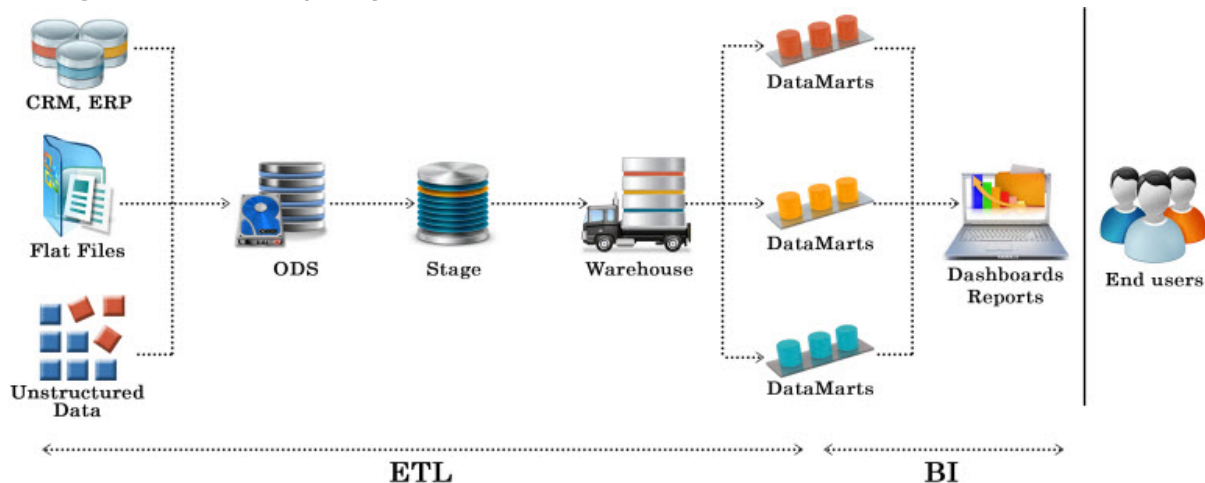 CRM, ERP
Flat Files
Unstructured
Data
ODS
Stage
Warehouse
DataMarts
DataMarts
DataMarts
Dashboards
Reports
End users
ETL
BI